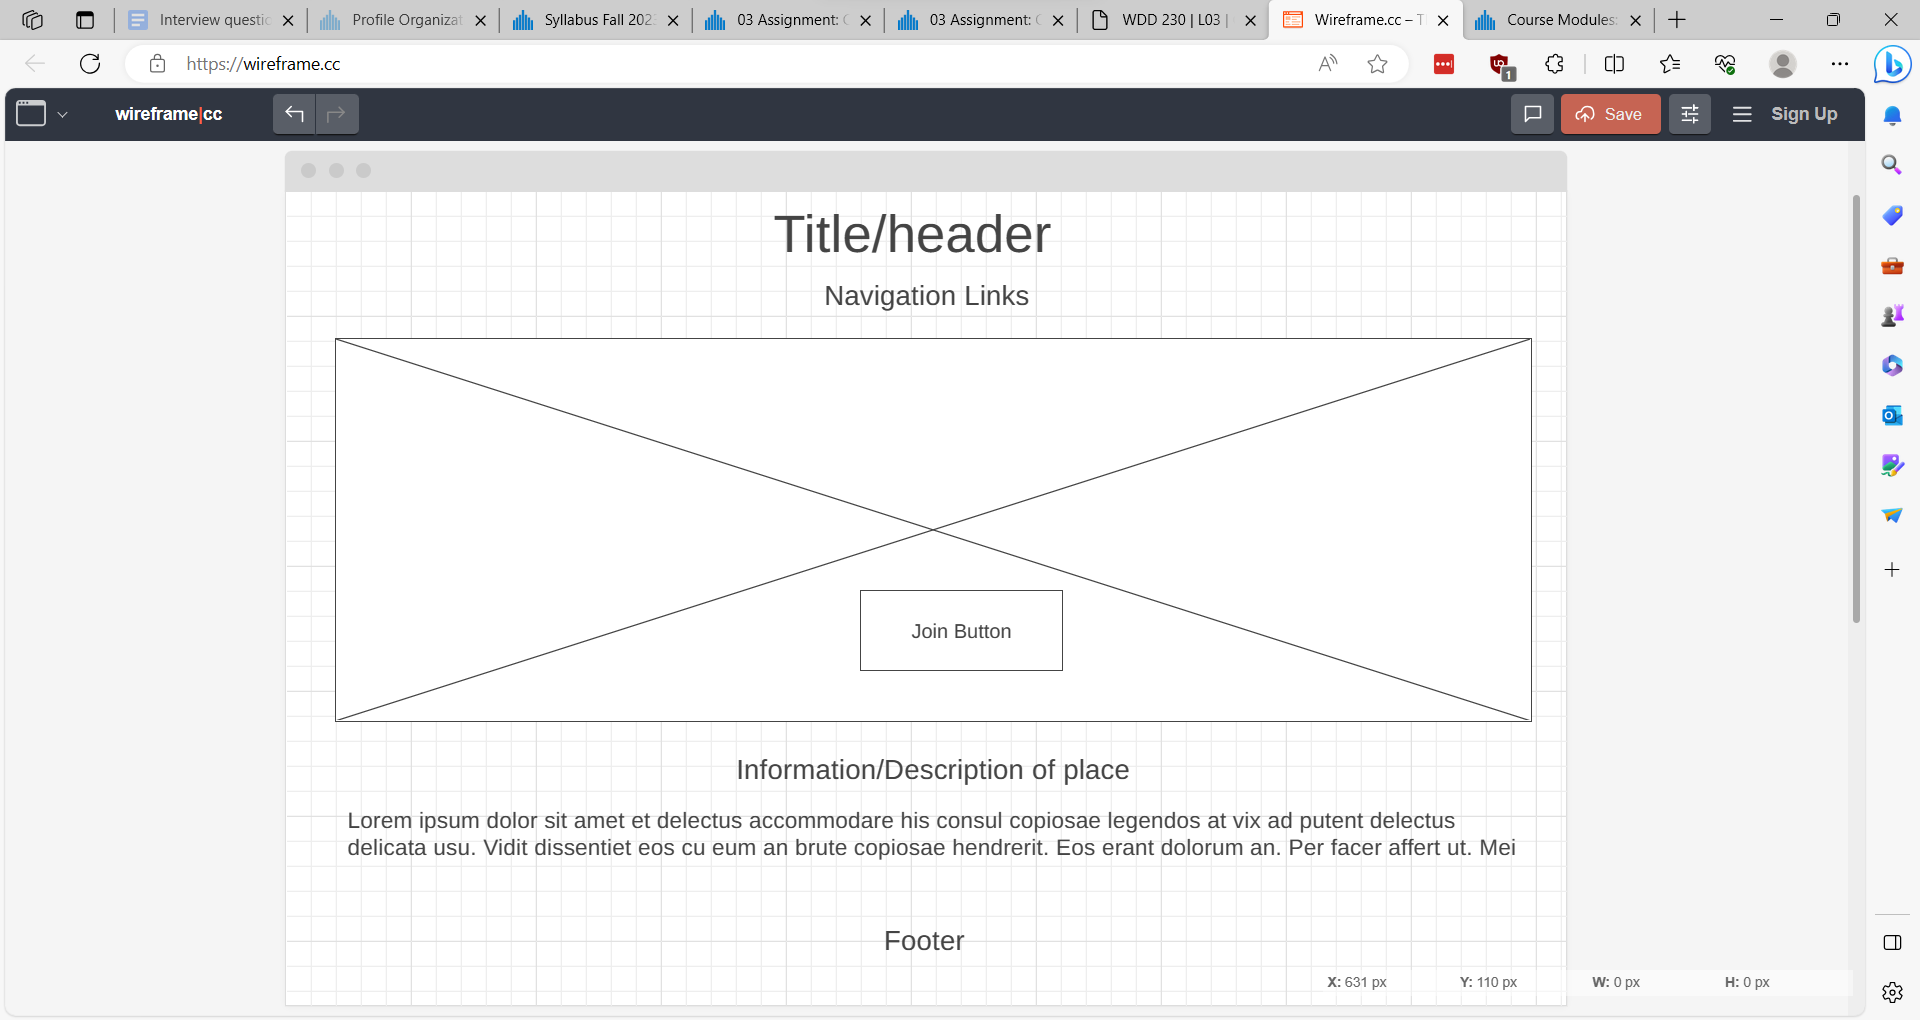 Interview questic
Profile Organizat
Syllabus Fall 202
03 Assignment: C
03 Assignment: C
WDD 230 | L03 |
Wireframe.cc – T
Course Modules:
https://wireframe.cc
1
wireframe|cc
Save
Sign Up
Title/header
Navigation Links
Join Button
Information/Description of place
Lorem ipsum dolor sit amet et delectus accommodare his consul copiosae legendos at vix ad putent delectus
delicata usu. Vidit dissentiet eos cu eum an brute copiosae hendrerit. Eos erant dolorum an. Per facer affert ut. Mei
Footer
X: 631 px Y: 110 px W: 0 px H: 0 px